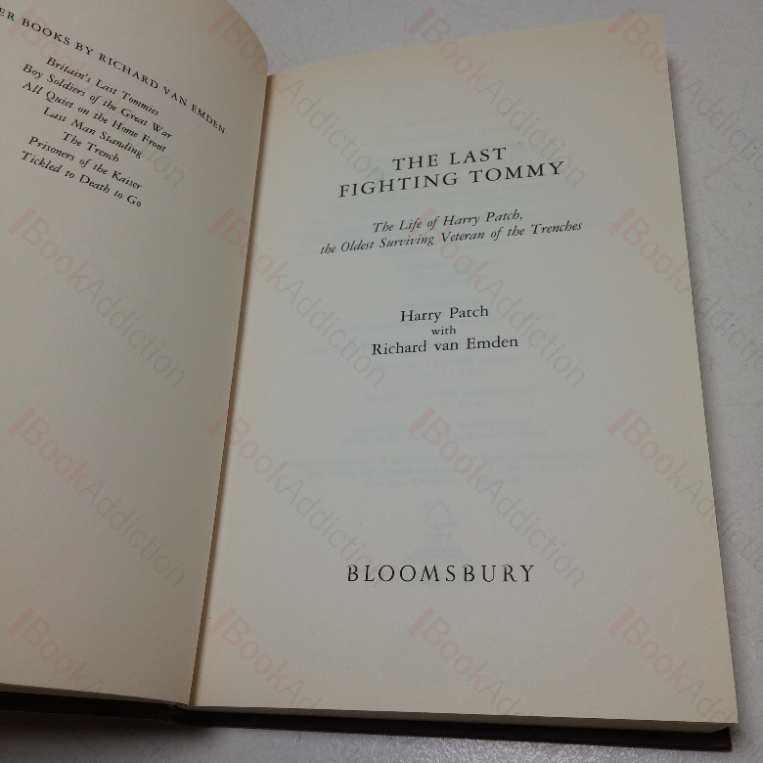 ER BOOKS BY RICHARD VAN EMDEN
Britain's Last Tommies
Boy Soldiers of the Great War
All Quiet on the Home Front
Last Man Standing
The Trench
Prisoners of the Kaiser
Tickled to Death to Go
THE LAST
FIGHTING TOMMY
The Life of Harry Patch,
the Oldest Surviving Veteran of the Trenches
Harry Patch
with
Richard van Emden
BLOOMSBURY
BookAddiction